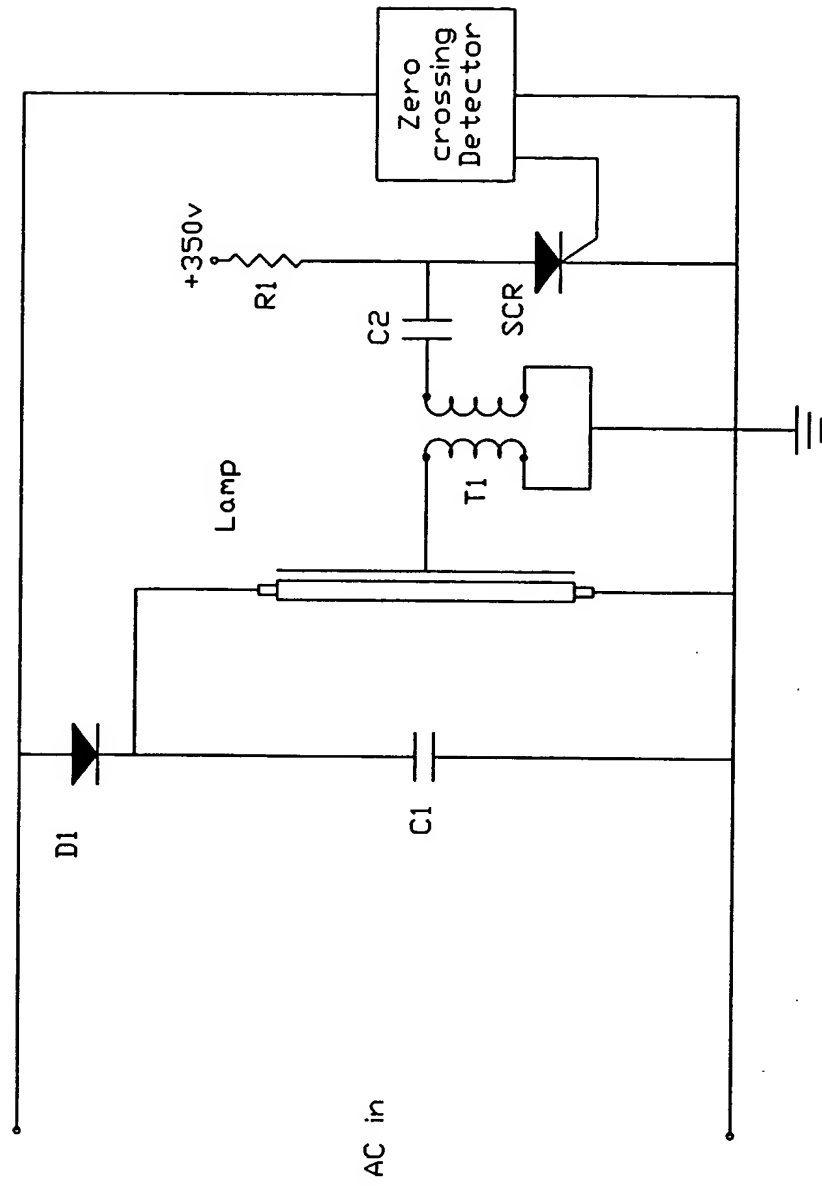 Zero
crossing
Detector
+350v
R1
C2
SCR
Lamp
T1
D1
C1
AC in